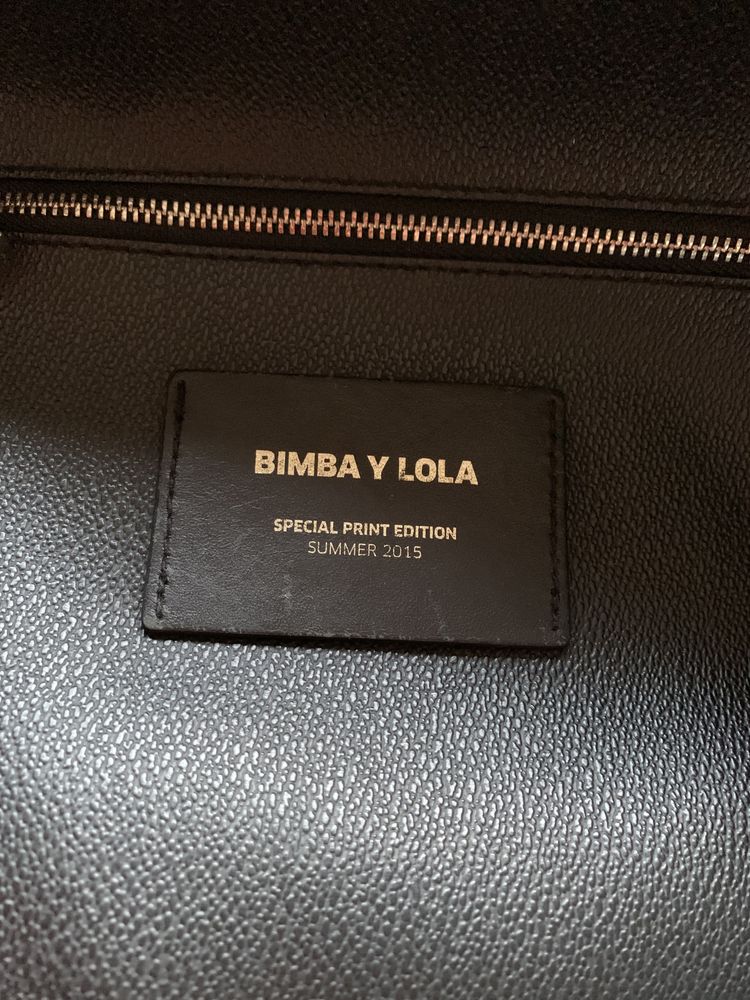 BIMBA Y LOLA
SPECIAL PRINT EDITION
SUMMER 2015